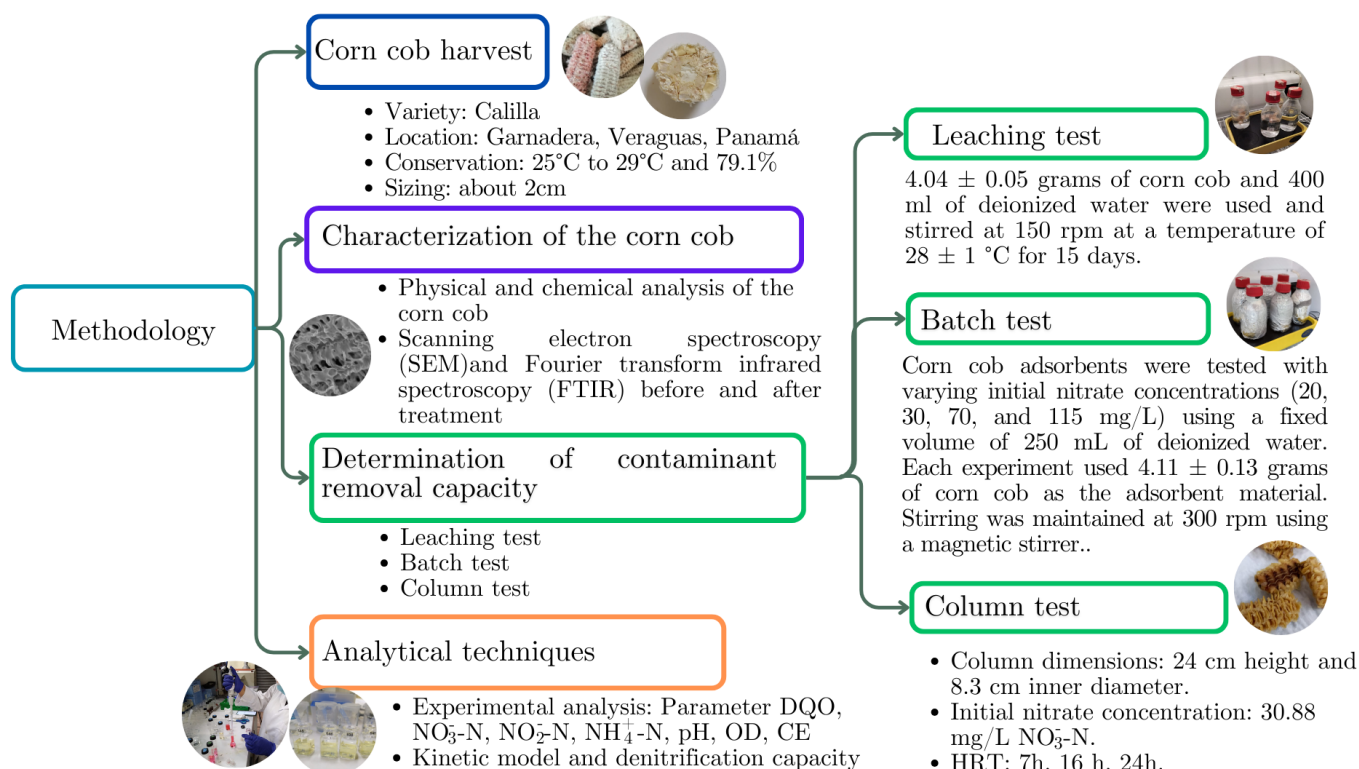 Methodology
Corn cob harvest
• Variety: Calilla
• Location: Garnadera, Veraguas, Panamá
• Conservation: 25°C to 29°C and 79.1%
• Sizing: about 2cm
Characterization of the corn cob
• Physical and chemical analysis of the
corn cob
• Scanning electron spectroscopy
(SEM)and Fourier transform infrared
spectroscopy (FTIR) before and after
treatment
Determination of contaminant
removal capacity
• Leaching test
• Batch test
• Column test
Analytical techniques
• Experimental analysis: Parameter DQO,
NO₃⁻-N, NO₂⁻-N, NH₄⁺-N, pH, OD, CE
• Kinetic model and denitrification capacity
Leaching test
4.04 ± 0.05 grams of corn cob and 400
ml of deionized water were used and
stirred at 150 rpm at a temperature of
28 ± 1 °C for 15 days.
Batch test
Corn cob adsorbents were tested with
varying initial nitrate concentrations (20,
30, 70, and 115 mg/L) using a fixed
volume of 250 mL of deionized water.
Each experiment used 4.11 ± 0.13 grams
of corn cob as the adsorbent material.
Stirring was maintained at 300 rpm using
a magnetic stirrer..
Column test
• Column dimensions: 24 cm height and
8.3 cm inner diameter.
• Initial nitrate concentration: 30.88
mg/L NO₃⁻-N.
• HRT: 7h, 16 h, 24h.